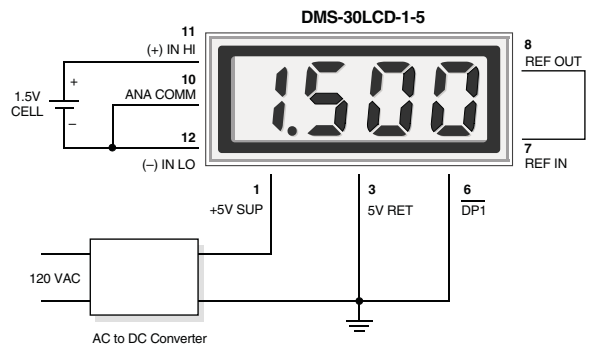 DMS-30LCD-1-5
11
(+) IN HI
8
REF OUT
+
10
ANA COMM
1.5V
CELL
1.500
–
12
(–) IN LO
7
REF IN
1
+5V SUP
3
5V RET
6
DP1
120 VAC
AC to DC Converter